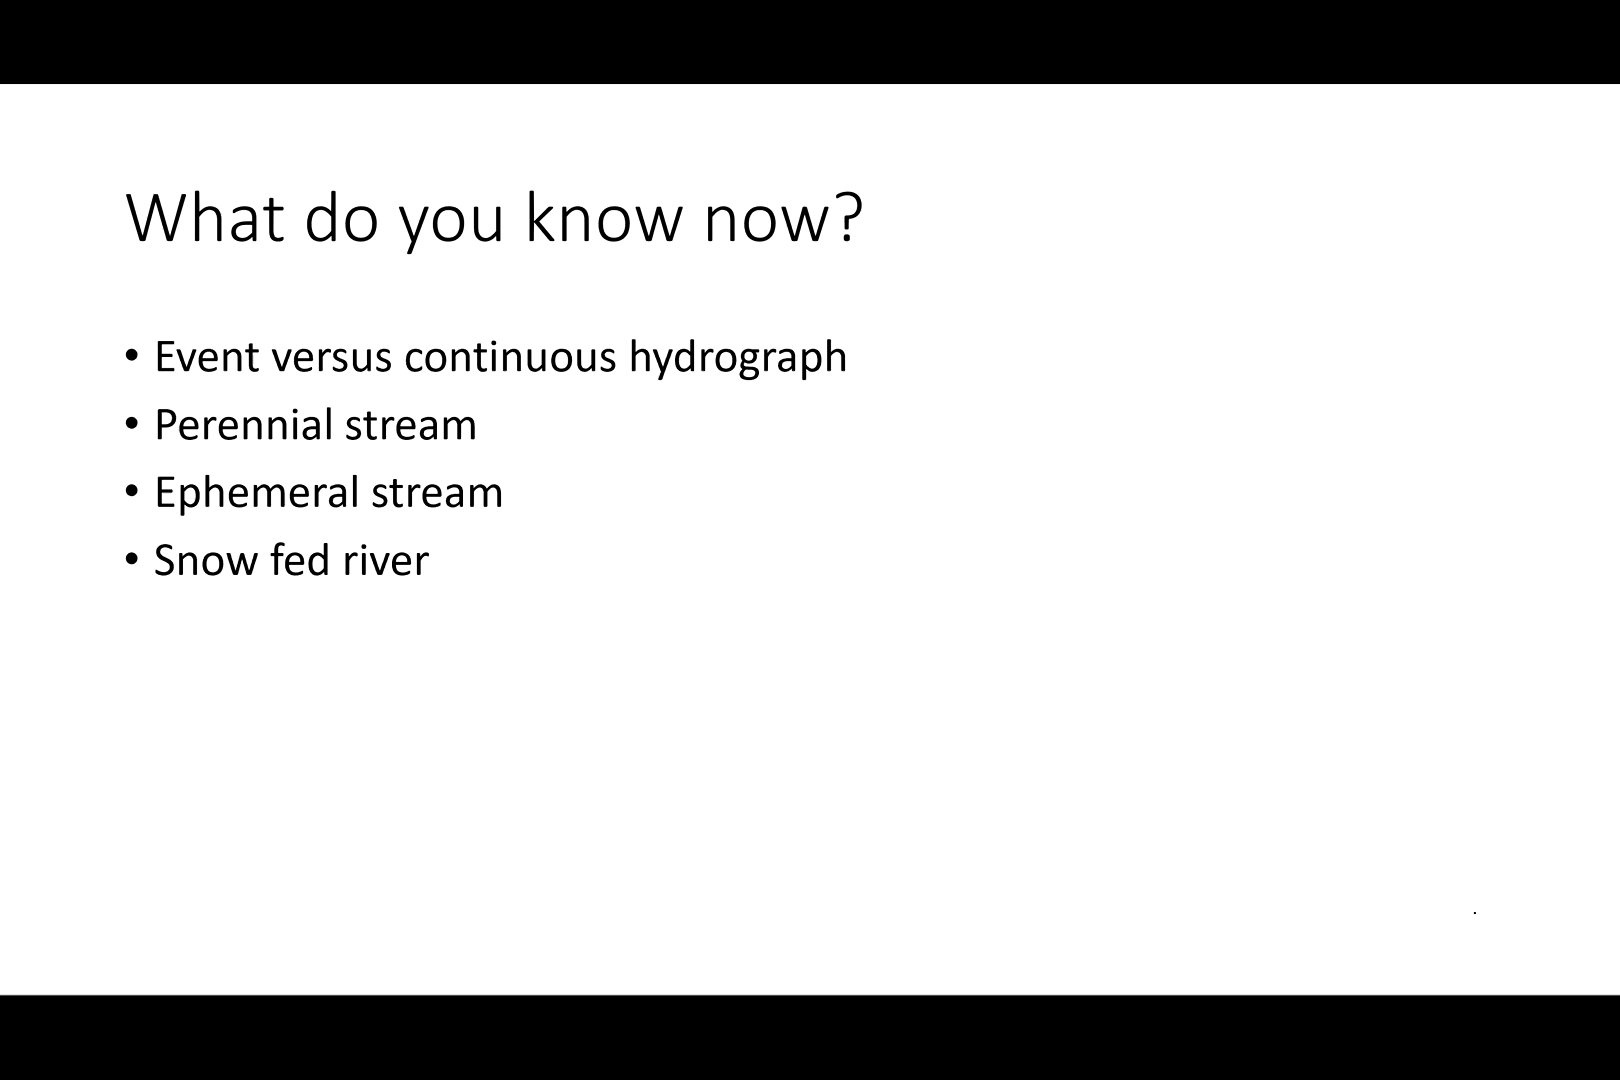 What do you know now?
• Event versus continuous hydrograph
• Perennial stream
• Ephemeral stream
• Snow fed river
.